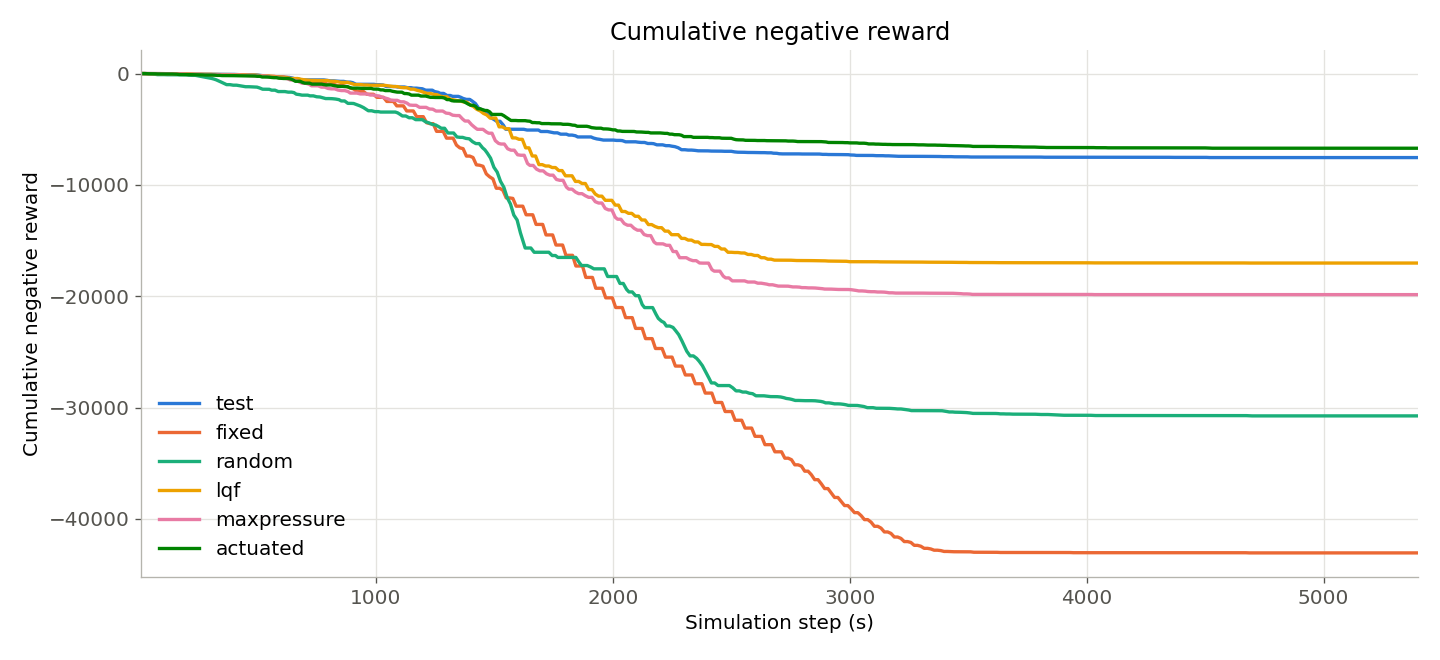 Cumulative negative reward
Cumulative negative reward
0
−10000
−20000
−30000
−40000
test
fixed
random
lqf
maxpressure
actuated
1000
2000
3000
4000
5000
Simulation step (s)